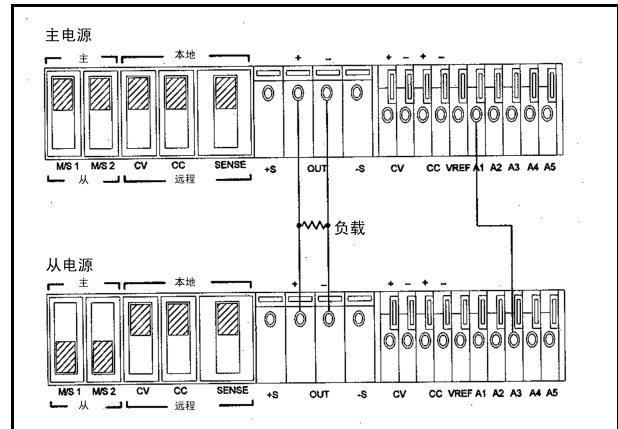 主电源
主 本地 + − + − + −
M/S 1 M/S 2 CV CC SENSE +S OUT -S CV CC VREF A1 A2 A3 A4 A5
从 远程
负载
从电源
主 本地 + − + − + −
M/S 1 M/S 2 CV CC SENSE +S OUT -S CV CC VREF A1 A2 A3 A4 A5
从 远程